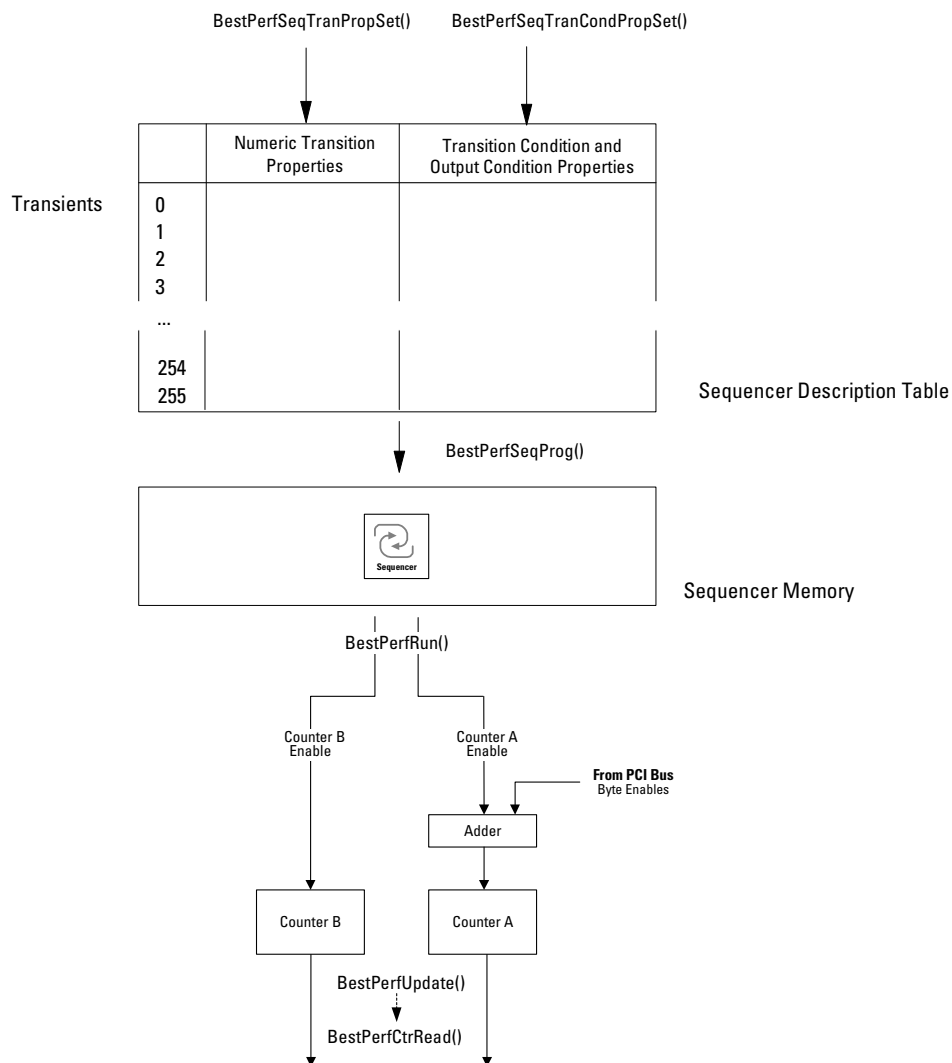 BestPerfSeqTranPropSet()
BestPerfSeqTranCondPropSet()
Numeric Transition
Properties
Transition Condition and
Output Condition Properties
Transients
0
1
2
3
...
254
255
Sequencer Description Table
BestPerfSeqProg()
Sequencer
Sequencer Memory
BestPerfRun()
Counter B
Enable
Counter A
Enable
From PCI Bus
Byte Enables
Adder
Counter B
Counter A
BestPerfUpdate()
BestPerfCtrRead()